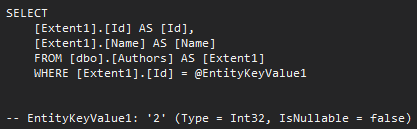 SELECT
    [Extent1].[Id] AS [Id],
    [Extent1].[Name] AS [Name]
    FROM [dbo].[Authors] AS [Extent1]
    WHERE [Extent1].[Id] = @EntityKeyValue1
-- EntityKeyValue1: '2' (Type = Int32, IsNullable = false)